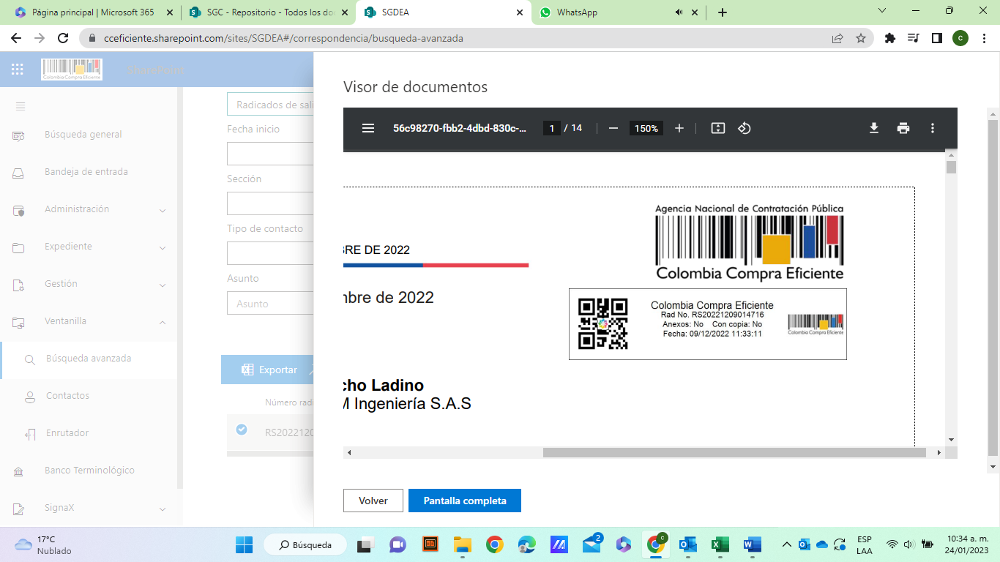 Página principal | Microsoft 365
SGC - Repositorio - Todos los do
SGDEA
WhatsApp
cceficiente.sharepoint.com/sites/SGDEA#/correspondencia/busqueda-avanzada
c
Colombia Compra Eficiente
SharePoint
Búsqueda general
Bandeja de entrada
Administración
Expediente
Gestión
Ventanilla
Búsqueda avanzada
Contactos
Enrutador
Banco Terminológico
SignaX
Radicados de sali
Fecha inicio
Sección
Tipo de contacto
Asunto
Asunto
Exportar
Número radi
RS2022120
Visor de documentos
56c98270-fbb2-4dbd-830c-...
1 / 14
150%
Agencia Nacional de Contratación Pública
Colombia Compra Eficiente
BRE DE 2022
mbre de 2022
Colombia Compra Eficiente
Rad No. RS20221209014716
Anexos: No Con copia: No
Fecha: 09/12/2022 11:33:11
Colombia Compra Eficiente
cho Ladino
M Ingeniería S.A.S
Volver
Pantalla completa
17°C
Nublado
Búsqueda
2
c
ESP
LAA
10:34 a. m.
24/01/2023